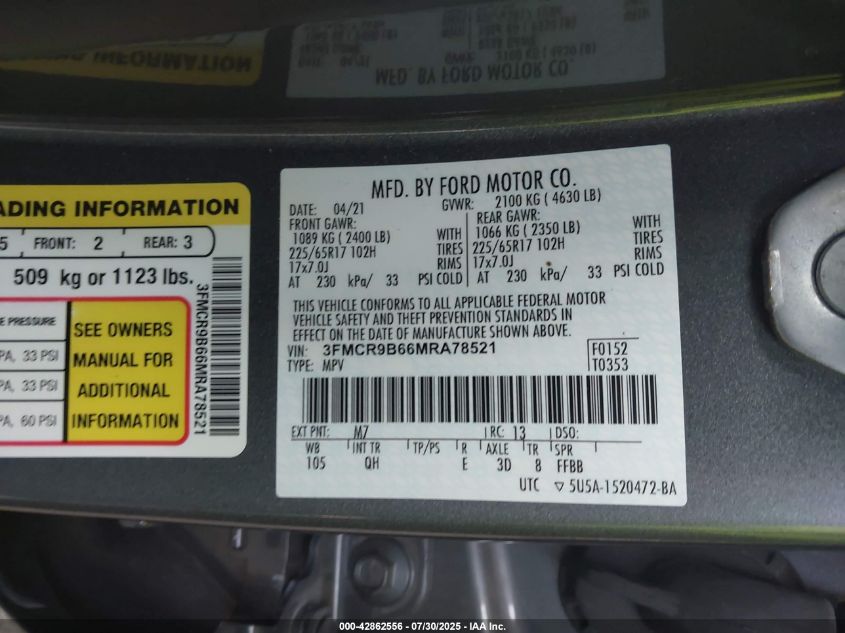 MFD. BY FORD MOTOR CO.
ADING INFORMATION
5 FRONT: 2 REAR: 3
509 kg or 1123 lbs.
E PRESSURE
PA, 33 PSI
PA, 33 PSI
PA, 60 PSI
SEE OWNERS
MANUAL FOR
ADDITIONAL
INFORMATION
3FMCR9B66MRA78521
MFD. BY FORD MOTOR CO.
DATE: 04/21 GVWR: 2100 KG ( 4630 LB)
FRONT GAWR: REAR GAWR:
1089 KG ( 2400 LB) WITH 1066 KG ( 2350 LB) WITH
225/65R17 102H TIRES 225/65R17 102H TIRES
17x7.0J RIMS 17x7.0J RIMS
AT 230 kPa/ 33 PSI COLD AT 230 kPa/ 33 PSI COLD
THIS VEHICLE CONFORMS TO ALL APPLICABLE FEDERAL MOTOR
VEHICLE SAFETY AND THEFT PREVENTION STANDARDS IN
EFFECT ON THE DATE OF MANUFACTURE SHOWN ABOVE.
VIN: 3FMCR9B66MRA78521 F0152
TYPE: MPV T0353
EXT PNT: M7 RC: 13 DSO:
WB INT TR TP/PS R AXLE TR SPR
105 QH E 3D 8 FFBB
UTC ▽ 5U5A-1520472-BA
000-42862556 - 07/30/2025 - IAA Inc.